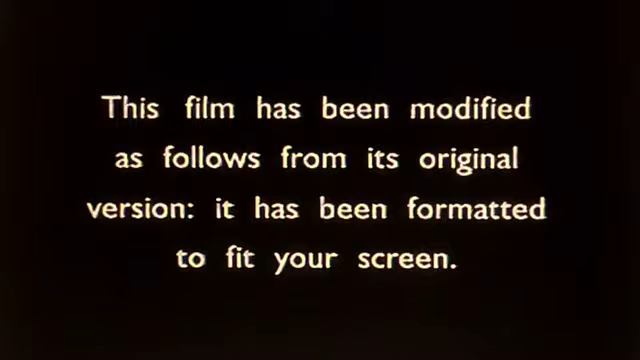 This film has been modified
as follows from its original
version: it has been formatted
to fit your screen.